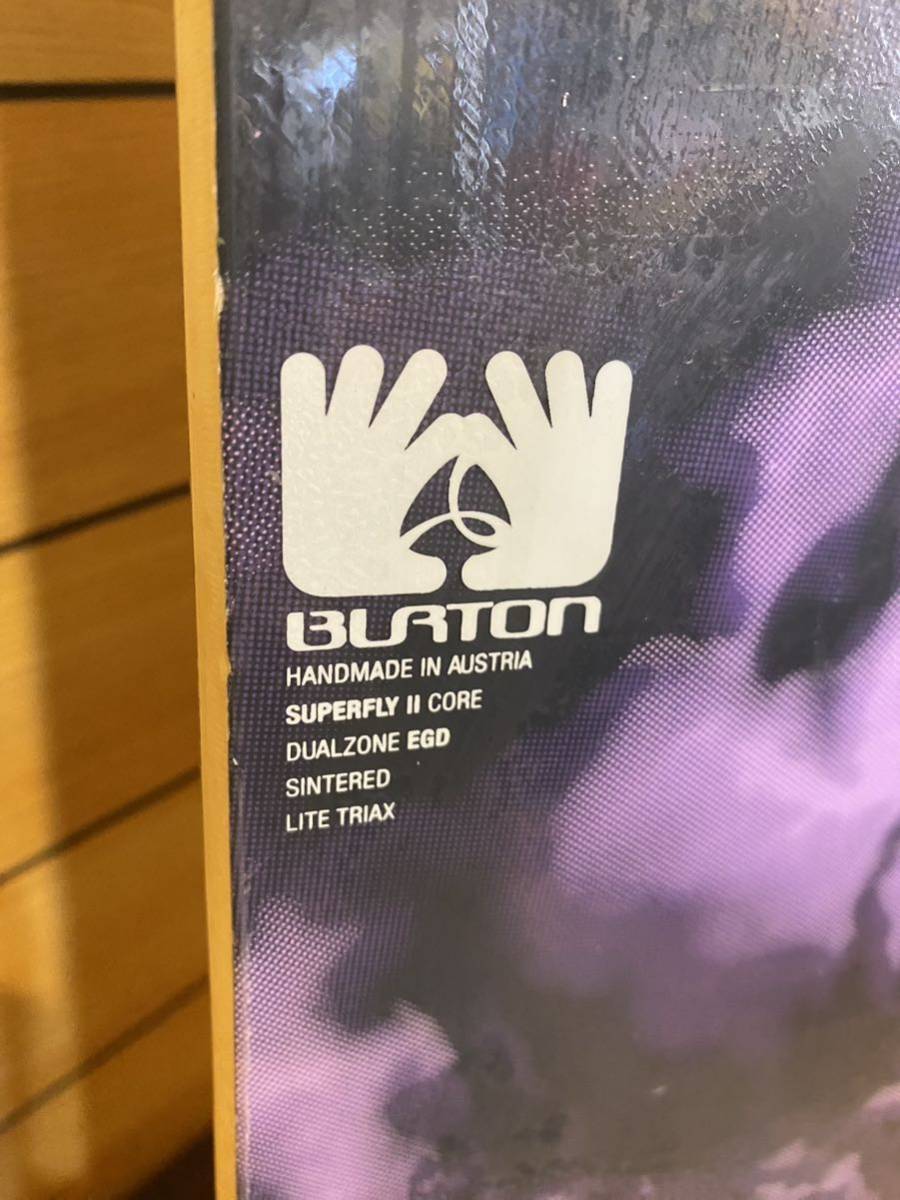 BURTON
HANDMADE IN AUSTRIA
SUPERFLY II CORE
DUALZONE EGD
SINTERED
LITE TRIAX